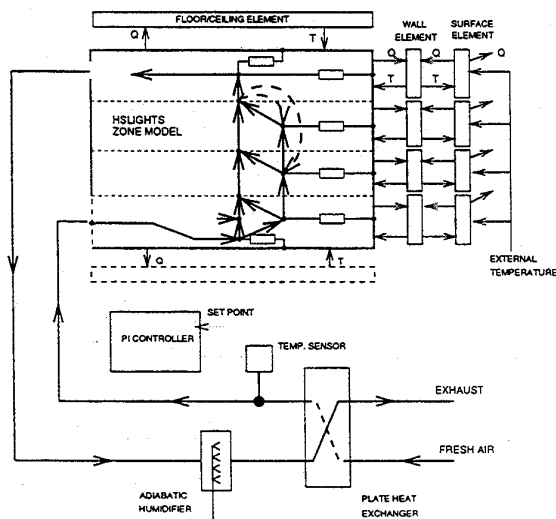 FLOOR/CEILING ELEMENT
WALL ELEMENT
SURFACE ELEMENT
Q
T
Q
Q
Q
T
T
HSLIGHTS
ZONE MODEL
Q
T
EXTERNAL
TEMPERATURE
SET POINT
PI CONTROLLER
TEMP. SENSOR
EXHAUST
FRESH AIR
ADIABATIC
HUMIDIFIER
PLATE HEAT
EXCHANGER